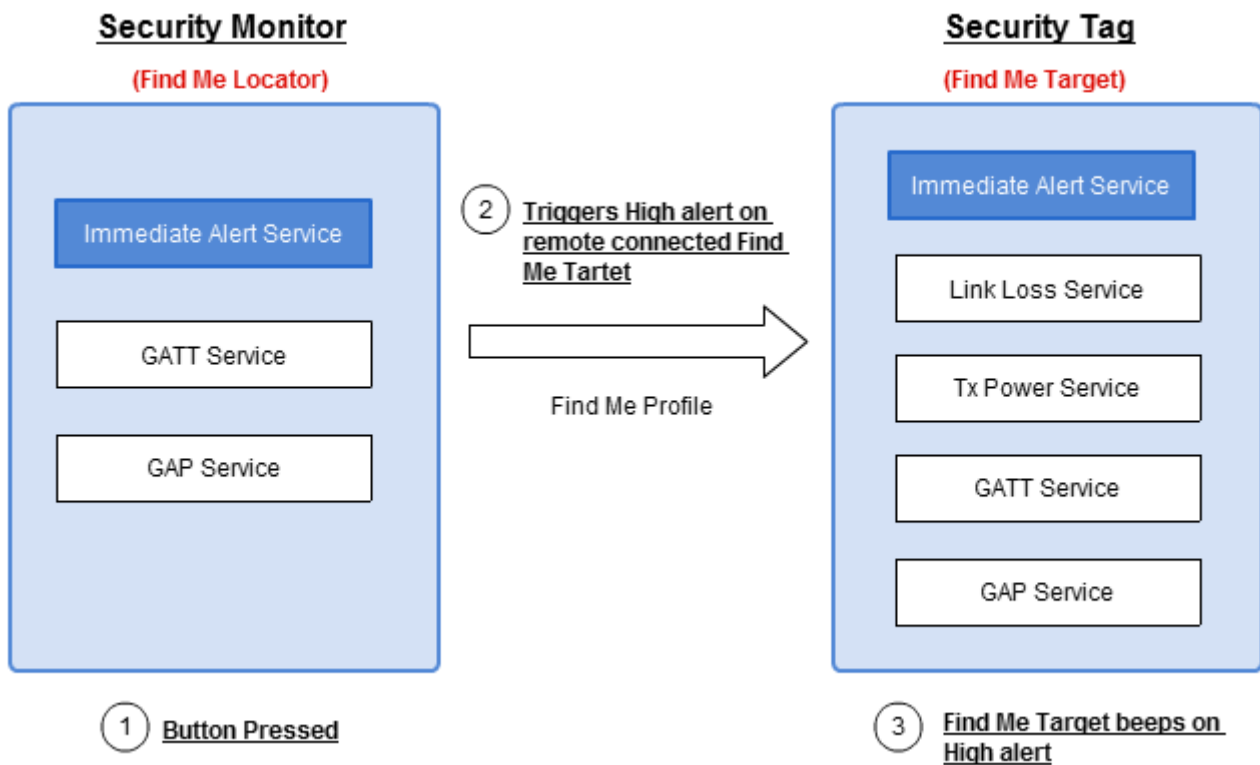 Security Monitor
(Find Me Locator)
Immediate Alert Service
GATT Service
GAP Service
1 Button Pressed
2 Triggers High alert on
remote connected Find
Me Tartet
Find Me Profile
Security Tag
(Find Me Target)
Immediate Alert Service
Link Loss Service
Tx Power Service
GATT Service
GAP Service
3 Find Me Target beeps on
High alert